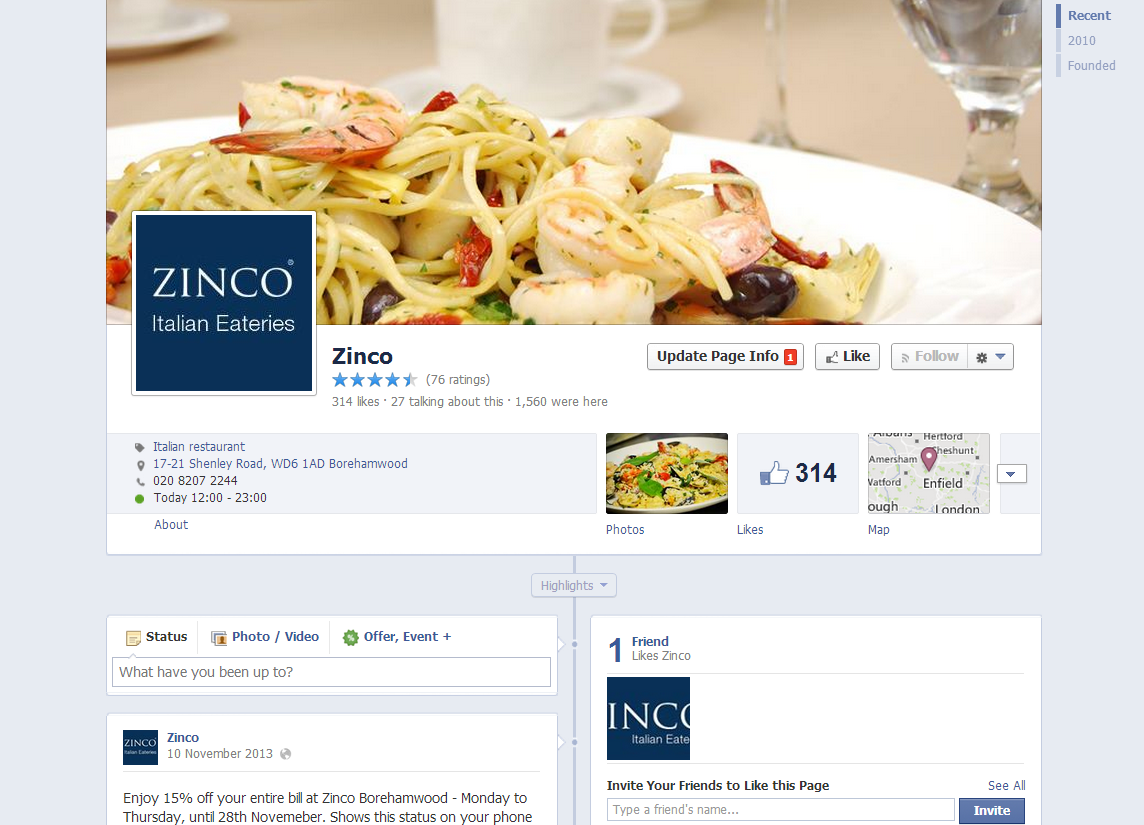 Recent
2010
Founded
ZINCO®
Italian Eateries
Zinco
(76 ratings)
314 likes · 27 talking about this · 1,560 were here
Update Page Info 1
Like
Follow
Italian restaurant
17-21 Shenley Road, WD6 1AD Borehamwood
020 8207 2244
Today 12:00 - 23:00
About
Photos
314
Likes
Hertford
Cheshunt
Amersham
Watford
Enfield
ough
London
Map
Highlights
Status
Photo / Video
Offer, Event +
What have you been up to?
ZINCO
Italian Eateries
Zinco
10 November 2013
Enjoy 15% off your entire bill at Zinco Borehamwood - Monday to
Thursday, until 28th Novemeber. Shows this status on your phone
1
Friend
Likes Zinco
INCO
Italian Eate
Invite Your Friends to Like this Page
See All
Type a friend's name...
Invite